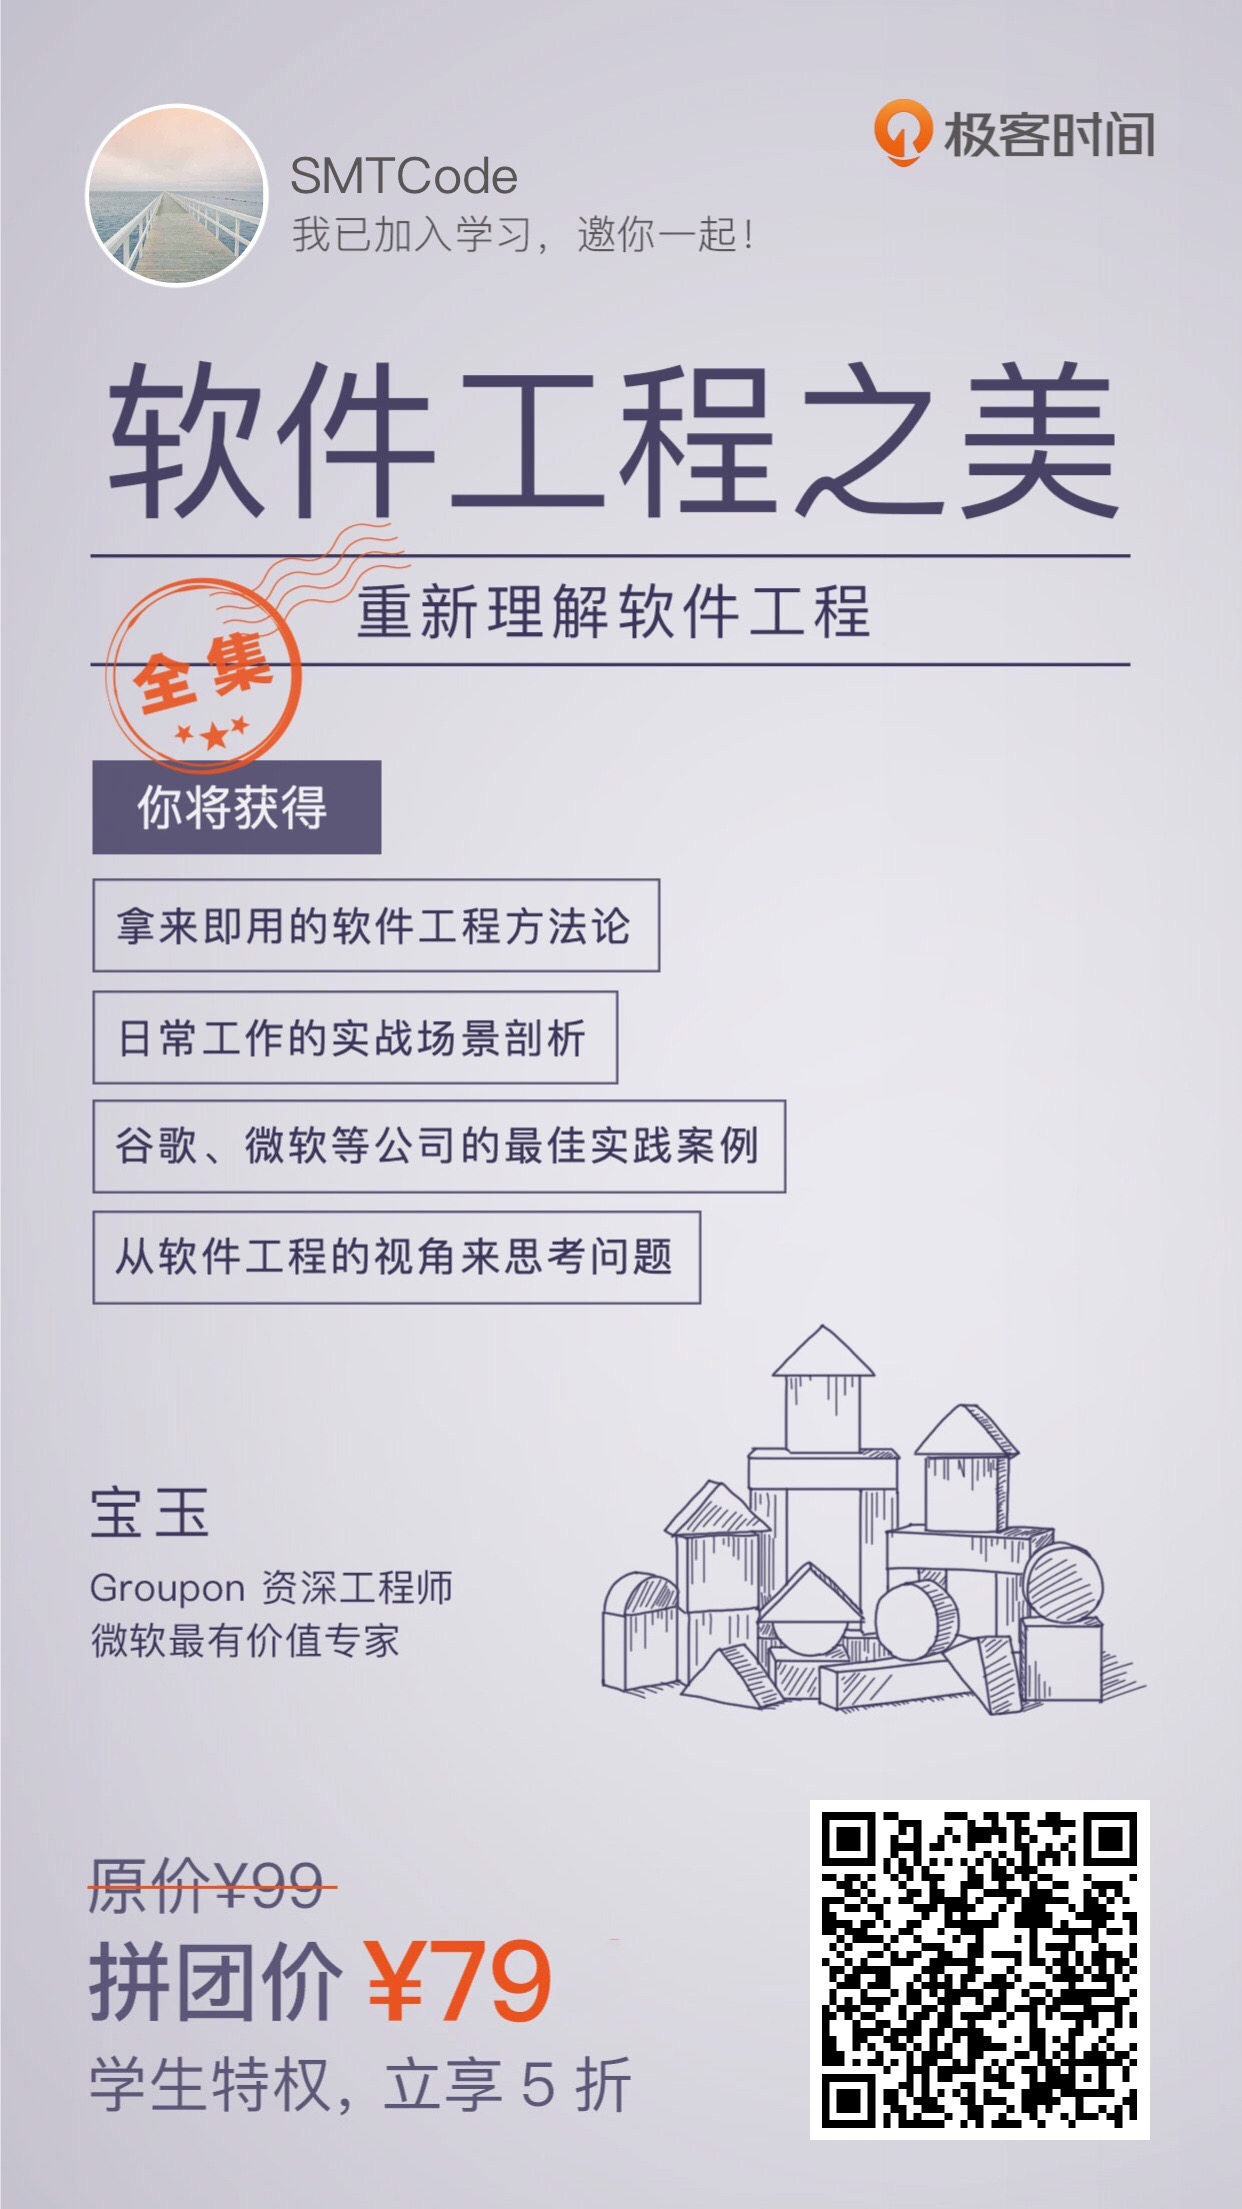 极客时间
SMTCode
我已加入学习，邀你一起！
软件工程之美
重新理解软件工程
全集
你将获得
拿来即用的软件工程方法论
日常工作的实战场景剖析
谷歌、微软等公司的最佳实践案例
从软件工程的视角来思考问题
宝玉
Groupon 资深工程师
微软最有价值专家
原价¥99
拼团价 ¥79
学生特权，立享 5 折